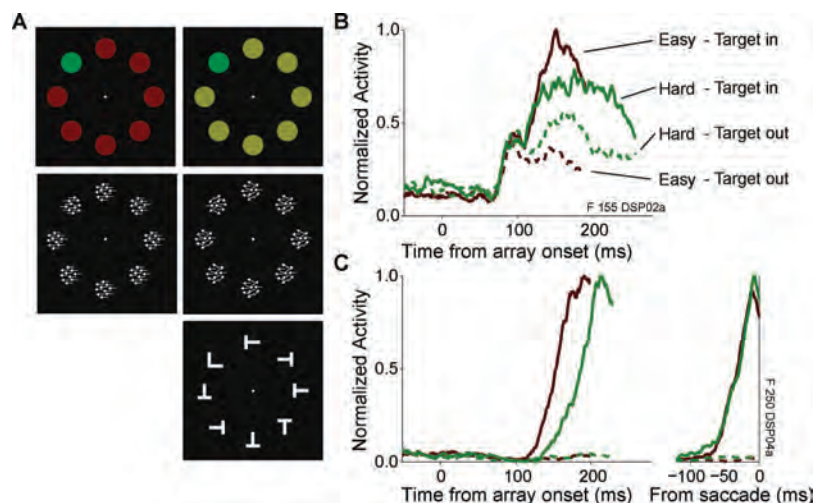 A
B
1.0
0.5
0.0
Normalized Activity
Easy - Target in
Hard - Target in
Hard - Target out
Easy - Target out
F 155 DSP02a
0 100 200
Time from array onset (ms)
C
1.0
0.5
0.0
Normalized Activity
0 100 200
Time from array onset (ms)
−100 −50 0
From saccade (ms)
F 250 DSP04a